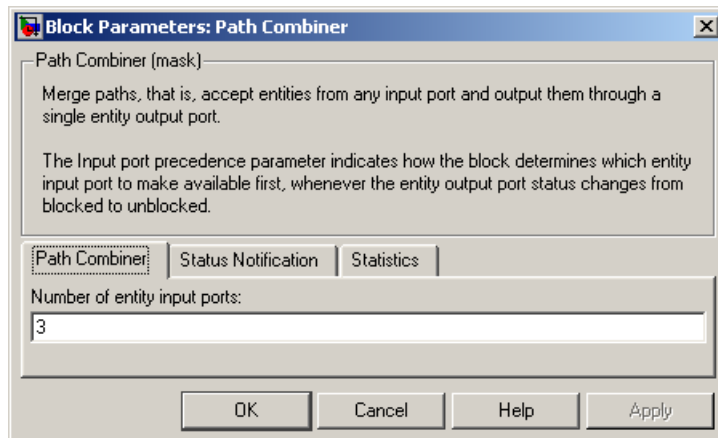 Block Parameters: Path Combiner
Path Combiner (mask)
Merge paths, that is, accept entities from any input port and output them through a
single entity output port.
The Input port precedence parameter indicates how the block determines which entity
input port to make available first, whenever the entity output port status changes from
blocked to unblocked.
Path Combiner Status Notification Statistics
Number of entity input ports:
3
OK Cancel Help Apply